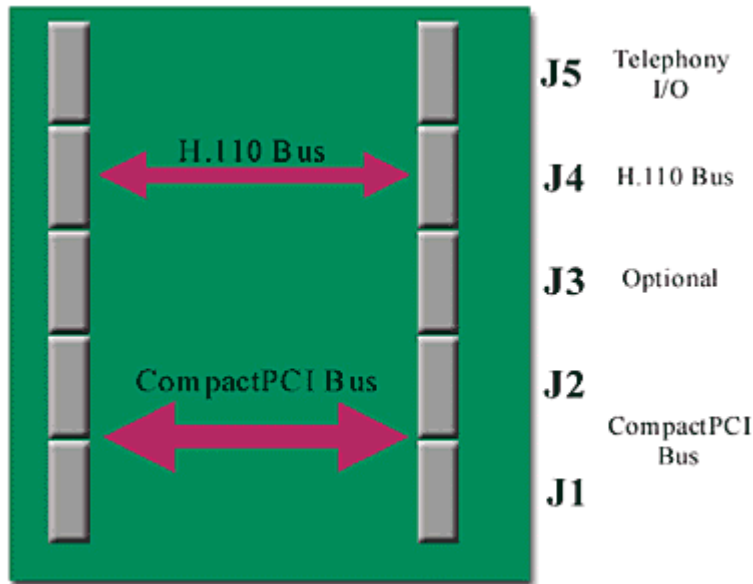 J5
Telephony
I/O
H.110 Bus
J4
H.110 Bus
J3
Optional
CompactPCI Bus
J2
CompactPCI
Bus
J1